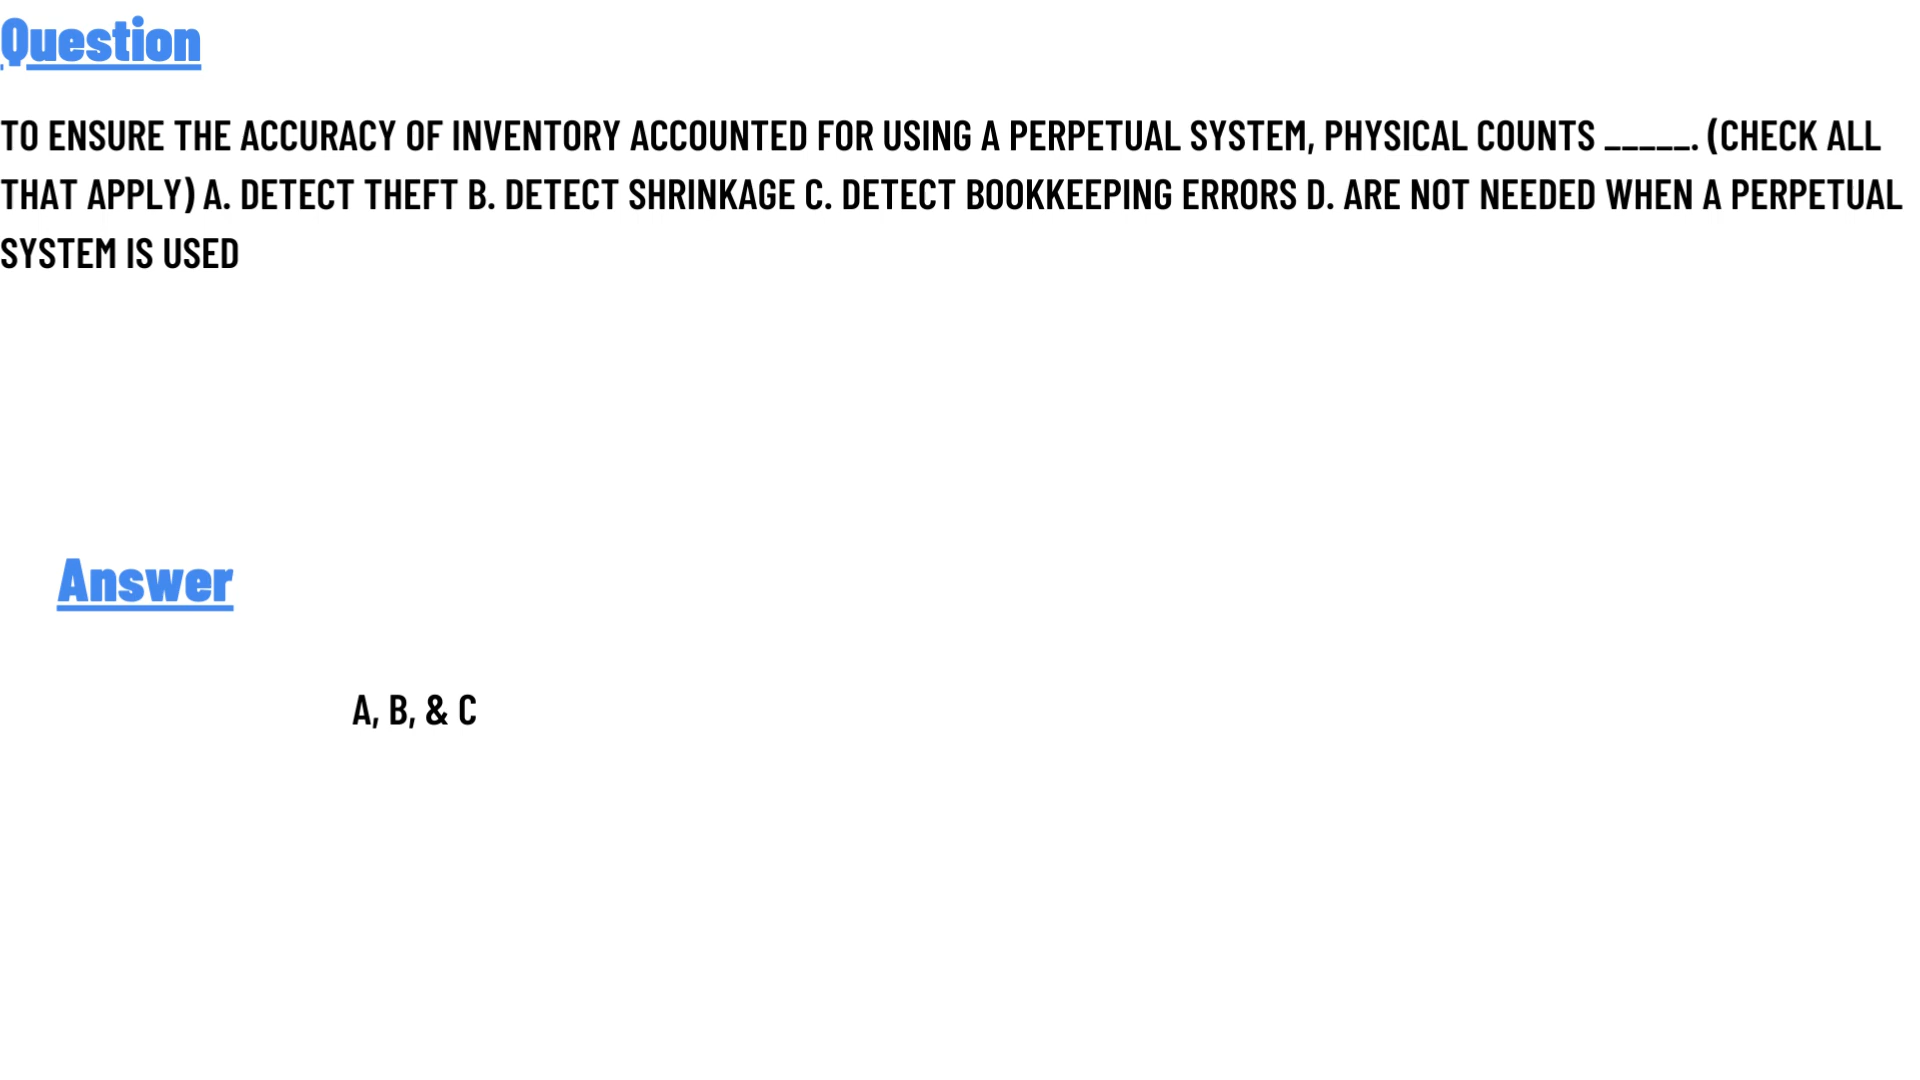 Question
TO ENSURE THE ACCURACY OF INVENTORY ACCOUNTED FOR USING A PERPETUAL SYSTEM, PHYSICAL COUNTS _____. (CHECK ALL
THAT APPLY) A. DETECT THEFT B. DETECT SHRINKAGE C. DETECT BOOKKEEPING ERRORS D. ARE NOT NEEDED WHEN A PERPETUAL
SYSTEM IS USED
Answer
A, B, & C